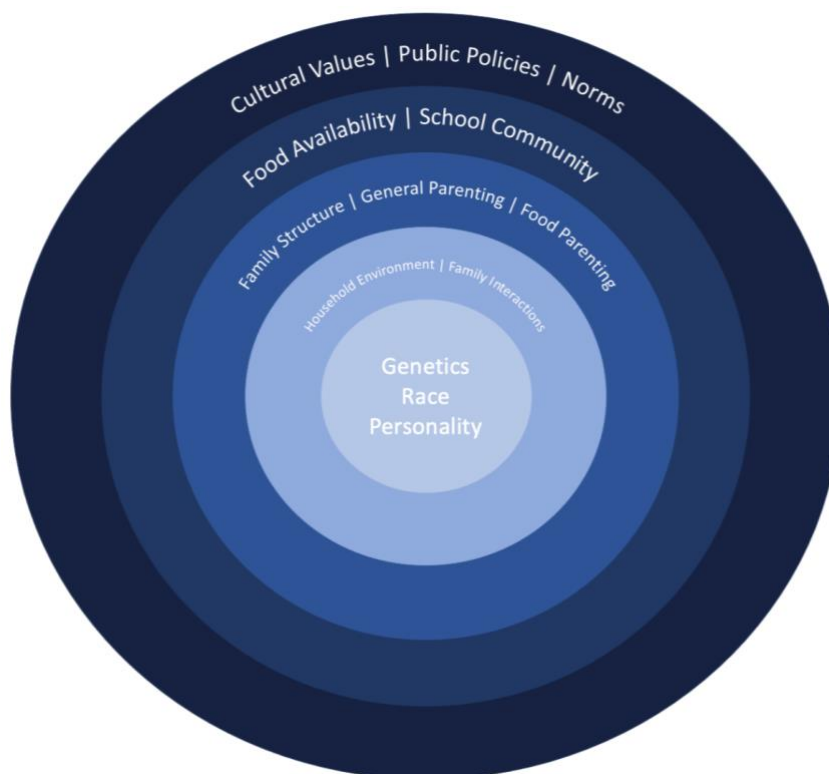 Cultural Values | Public Policies | Norms
Food Availability | School Community
Family Structure | General Parenting | Food Parenting
Household Environment | Family Interactions
Genetics
Race
Personality